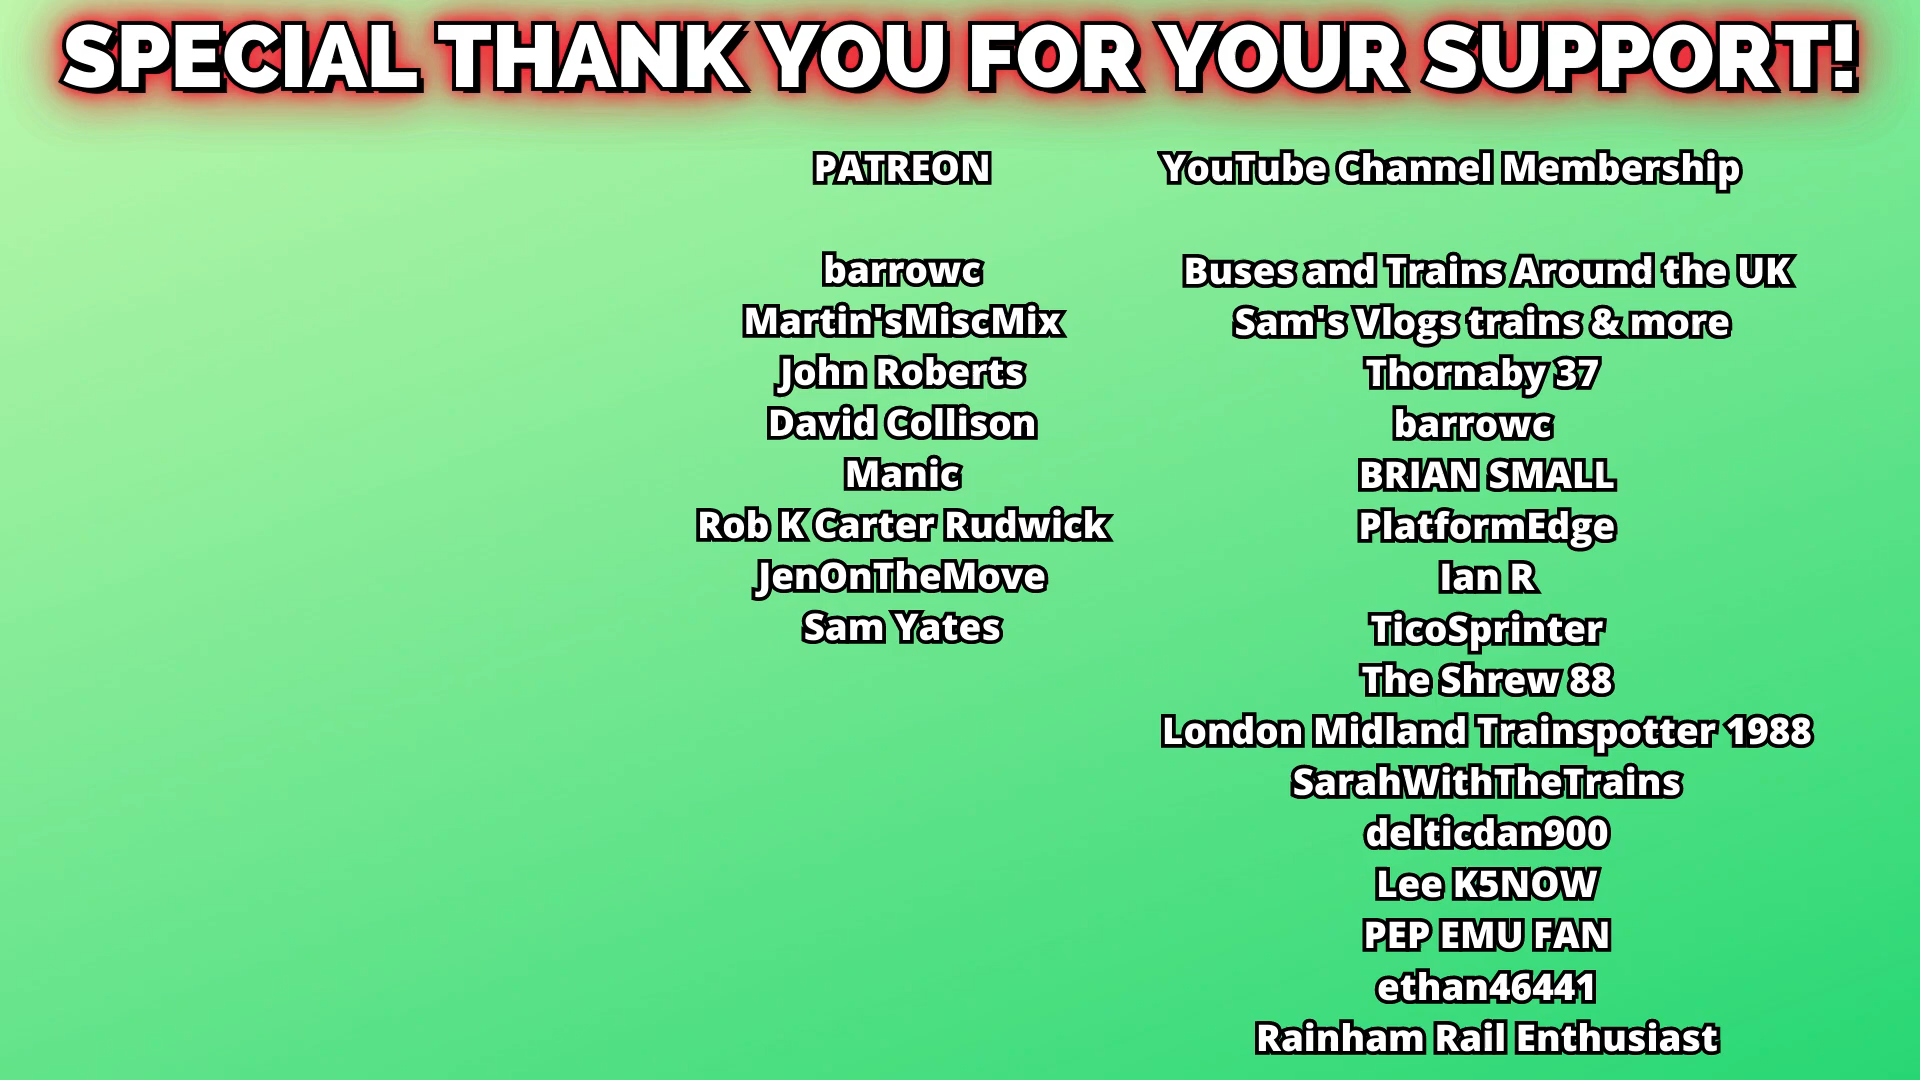 SPECIAL THANK YOU FOR YOUR SUPPORT!
PATREON
barrowc
Martin'sMiscMix
John Roberts
David Collison
Manic
Rob K Carter Rudwick
JenOnTheMove
Sam Yates
YouTube Channel Membership
Buses and Trains Around the UK
Sam's Vlogs trains & more
Thornaby 37
barrowc
BRIAN SMALL
PlatformEdge
Ian R
TicoSprinter
The Shrew 88
London Midland Trainspotter 1988
SarahWithTheTrains
delticdan900
Lee K5NOW
PEP EMU FAN
ethan46441
Rainham Rail Enthusiast